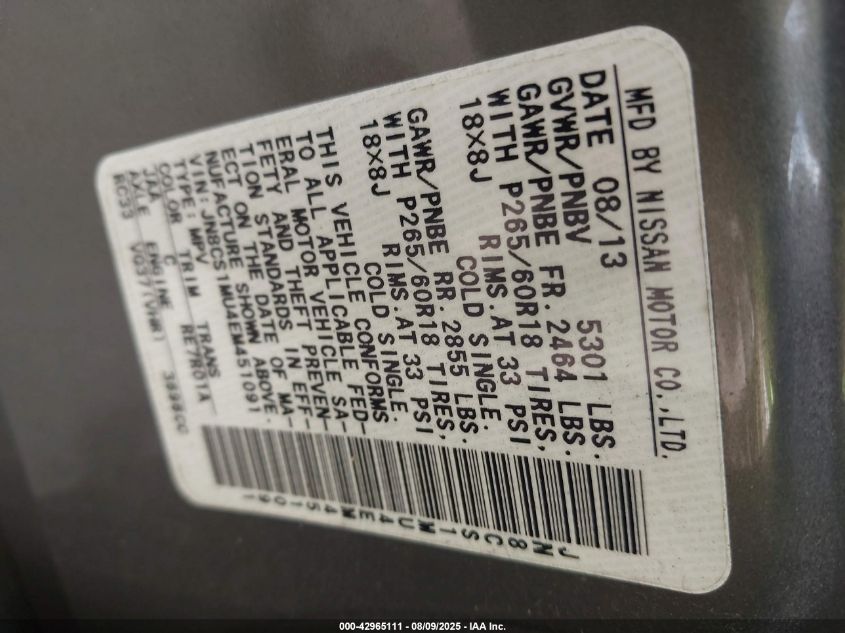 MFD BY NISSAN MOTOR CO.,LTD.
DATE 08/13
GVWR/PNBV 5301 LBS.
GAWR/PNBE FR. 2464 LBS.
WITH P265/60R18 TIRES,
18×8J RIMS.AT 33 PSI
COLD SINGLE.
GAWR/PNBE RR. 2855 LBS.
WITH P265/60R18 TIRES,
18×8J RIMS.AT 33 PSI
COLD SINGLE.
THIS VEHICLE CONFORMS
TO ALL APPLICABLE FED-
ERAL MOTOR VEHICLE SA-
FETY AND THEFT PREVEN-
TION STANDARDS IN EFF-
ECT ON THE DATE OF MA-
NUFACTURE SHOWN ABOVE.
VIN: JN8CS1MU4EM451091
TYPE: MPV
COLOR TRIM TRANS
C RE7R01A
AXLE ENGINE
RC33 VQ37(VHR) 3696CC
JN8CS1MU4EM451091
000-42965111 - 08/09/2025 - IAA Inc.